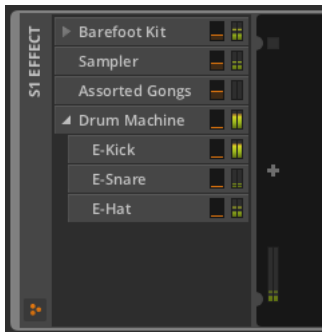 S1 EFFECT
Barefoot Kit
Sampler
Assorted Gongs
Drum Machine
E-Kick
E-Snare
E-Hat